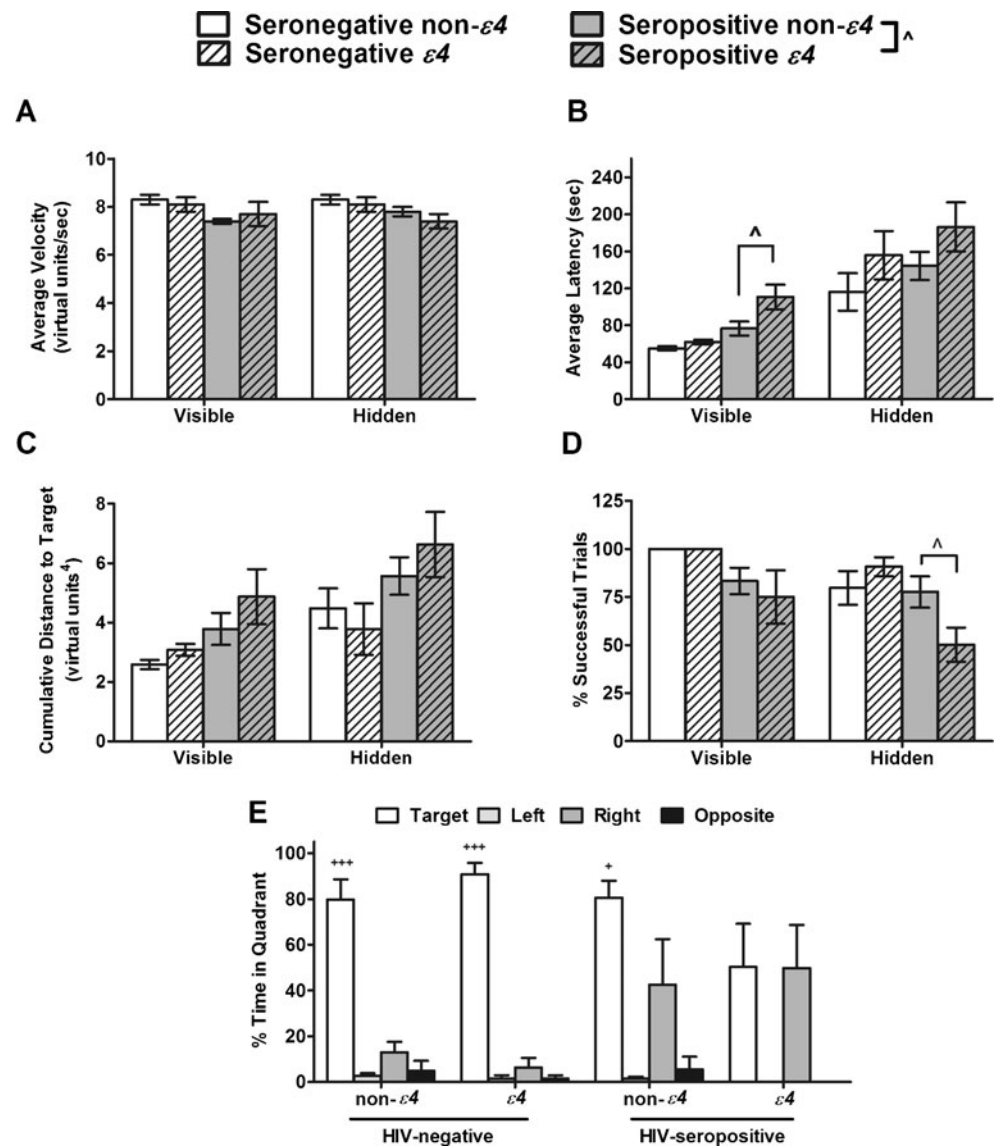 Seronegative non-ε4
Seropositive non-ε4
^
Seronegative ε4
Seropositive ε4
A
Average Velocity
(virtual units/sec)
10
8
6
4
2
0
Visible
Hidden
B
Average Latency (sec)
240
200
160
120
80
40
0
^
Visible
Hidden
C
Cumulative Distance to Target
(virtual units⁴)
8
6
4
2
0
Visible
Hidden
D
% Successful Trials
125
100
75
50
25
0
^
Visible
Hidden
E
Target Left Right Opposite
% Time in Quadrant
100
80
60
40
20
0
+++
+++
+
non-ε4 ε4 non-ε4 ε4
HIV-negative HIV-seropositive